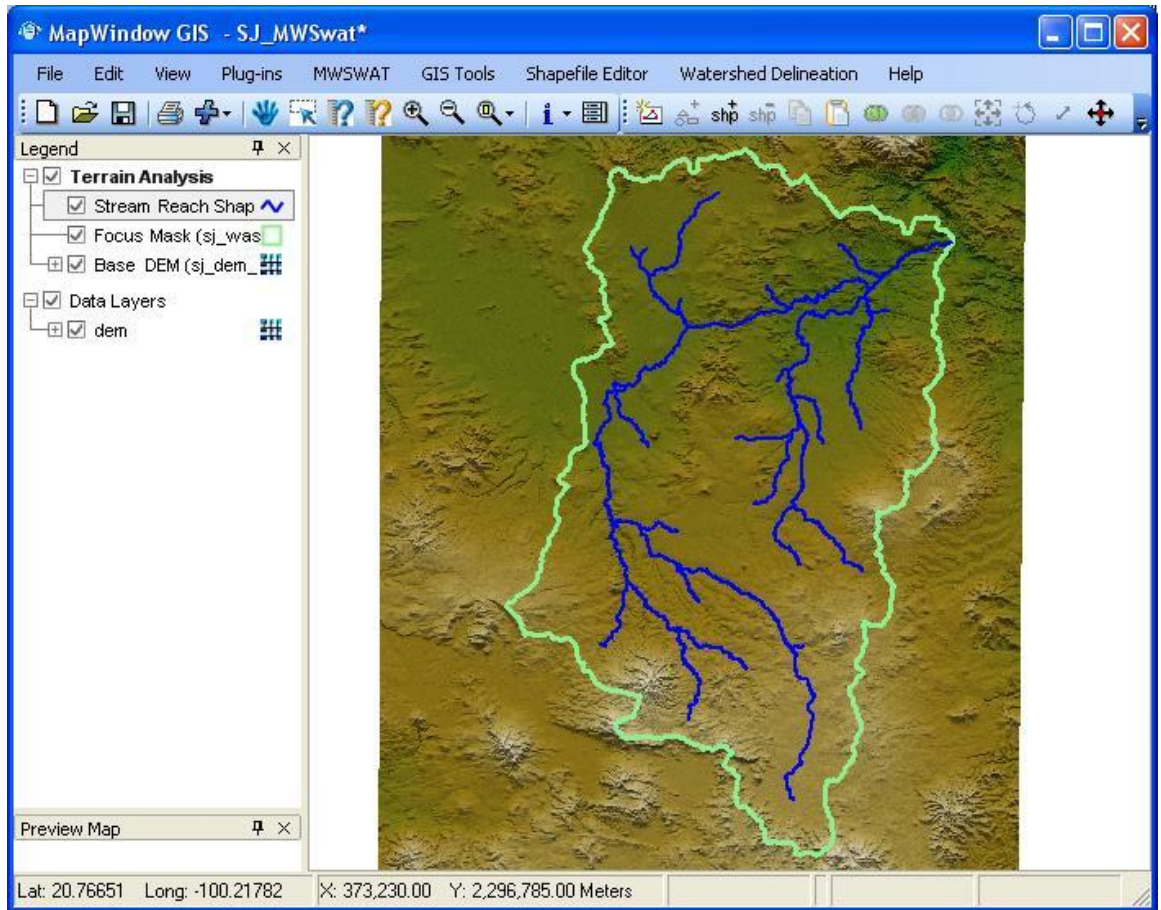 MapWindow GIS - SJ_MWSwat*
File Edit View Plug-ins MWSWAT GIS Tools Shapefile Editor Watershed Delineation Help
shp shp
Legend
Terrain Analysis
Stream Reach Shap
Focus Mask (sj_was
Base DEM (sj_dem_
Data Layers
dem
Preview Map
Lat: 20.76651 Long: -100.21782 X: 373,230.00 Y: 2,296,785.00 Meters